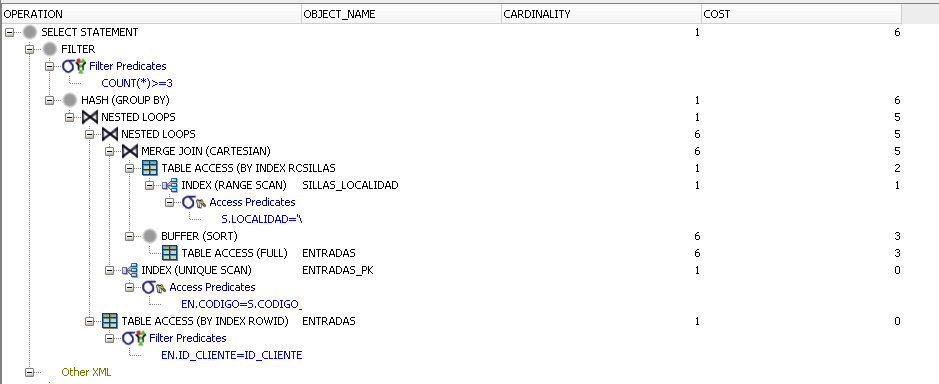 OPERATION OBJECT_NAME CARDINALITY COST
SELECT STATEMENT 1 6
FILTER
Filter Predicates
COUNT(*)>=3
HASH (GROUP BY) 1 6
NESTED LOOPS 1 5
NESTED LOOPS 6 5
MERGE JOIN (CARTESIAN) 6 5
TABLE ACCESS (BY INDEX RC SILLAS 1 2
INDEX (RANGE SCAN) SILLAS_LOCALIDAD 1 1
Access Predicates
S.LOCALIDAD='\
BUFFER (SORT) 6 3
TABLE ACCESS (FULL) ENTRADAS 6 3
INDEX (UNIQUE SCAN) ENTRADAS_PK 1 0
Access Predicates
EN.CODIGO=S.CODIGO_
TABLE ACCESS (BY INDEX ROWID) ENTRADAS 1 0
Filter Predicates
EN.ID_CLIENTE=ID_CLIENTE
Other XML